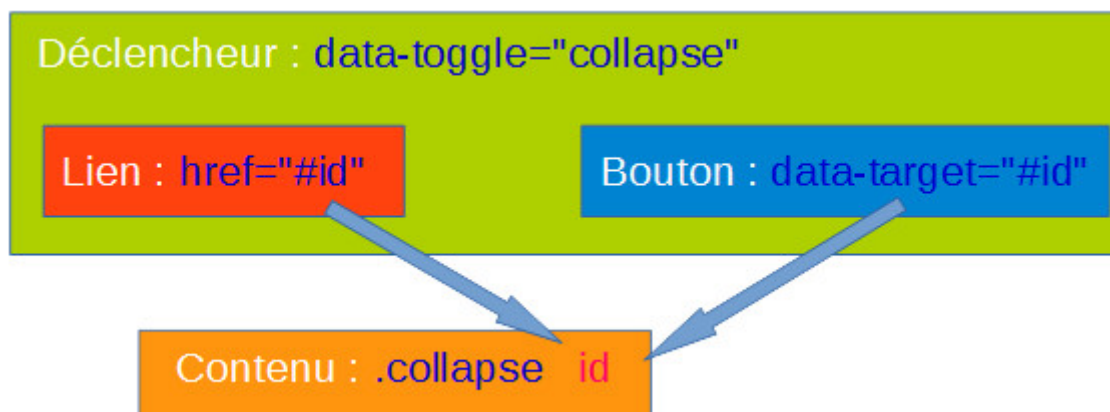 Déclencheur : data-toggle="collapse"
Lien : href="#id"
Bouton : data-target="#id"
Contenu : .collapse id